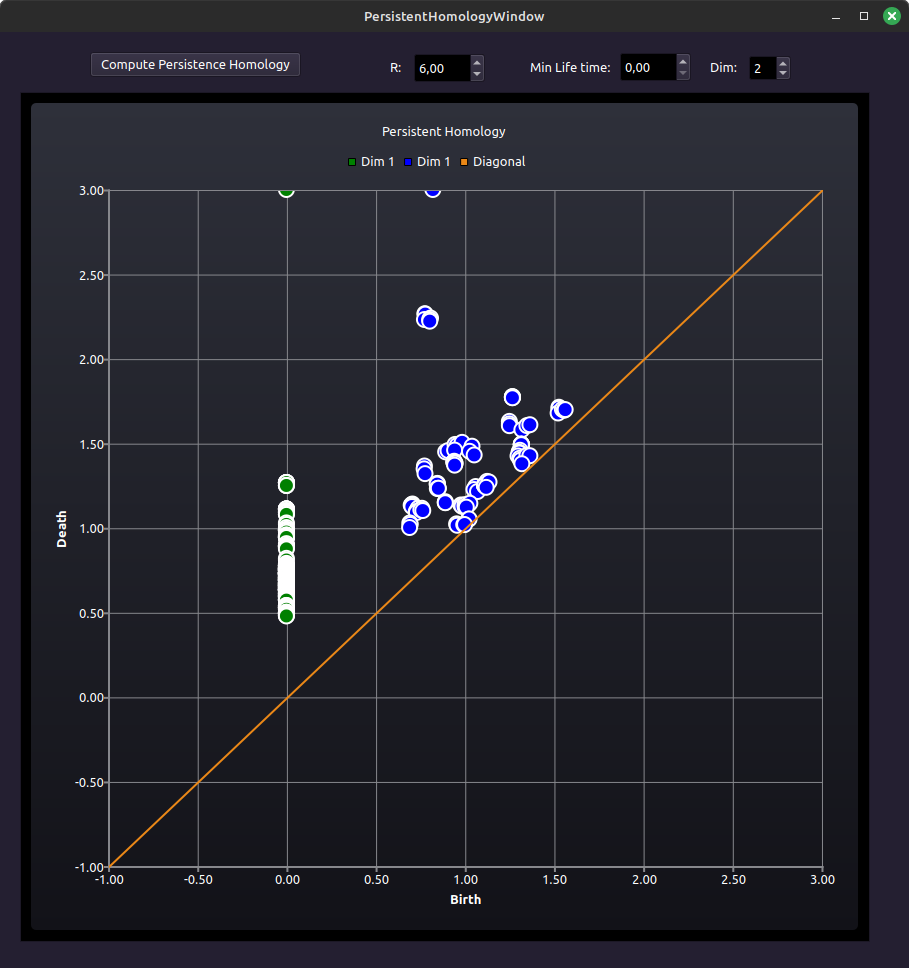 PersistentHomologyWindow
Compute Persistence Homology R: 6,00 Min Life time: 0,00 Dim: 2
Persistent Homology
Dim 1 Dim 1 Diagonal
3.00
2.50
2.00
1.50
1.00
0.50
0.00
-0.50
-1.00
Death
-1.00 -0.50 0.00 0.50 1.00 1.50 2.00 2.50 3.00
Birth